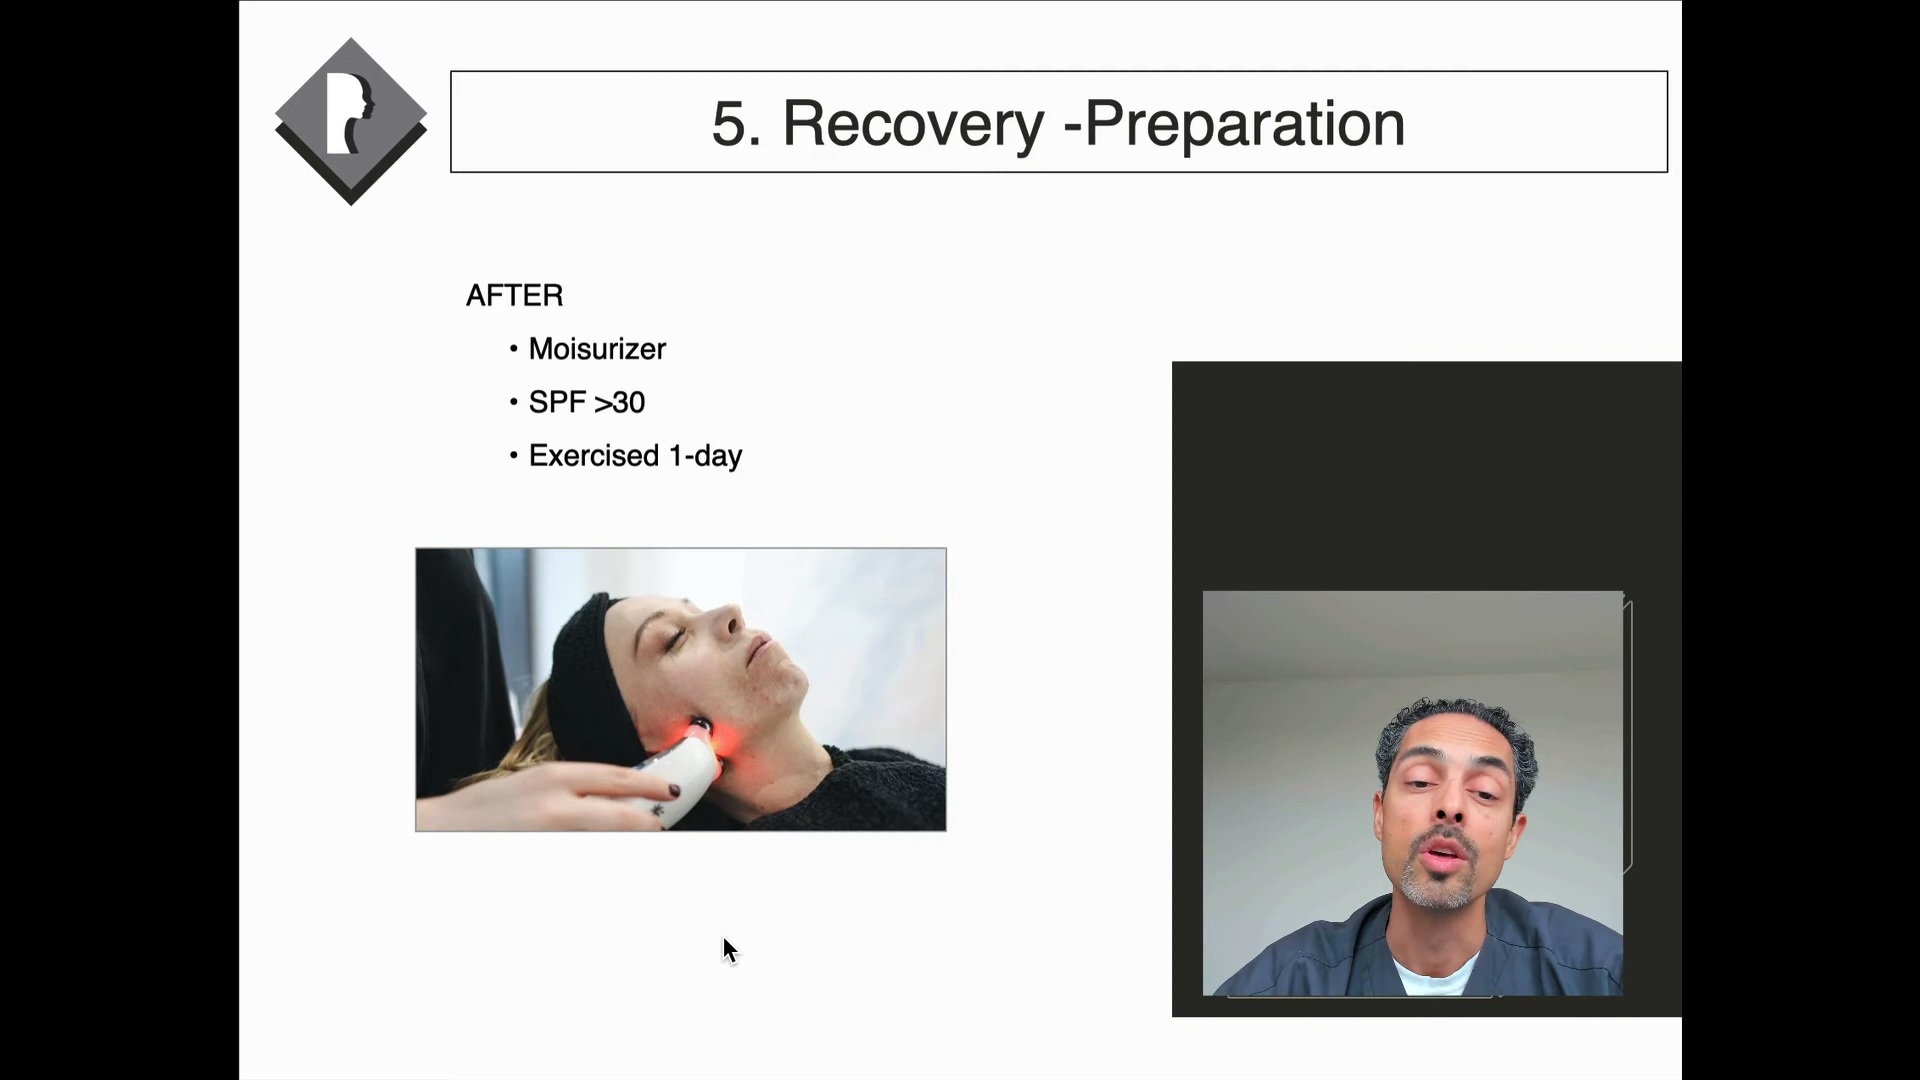 5. Recovery -Preparation
AFTER
• Moisurizer
• SPF >30
• Exercised 1-day